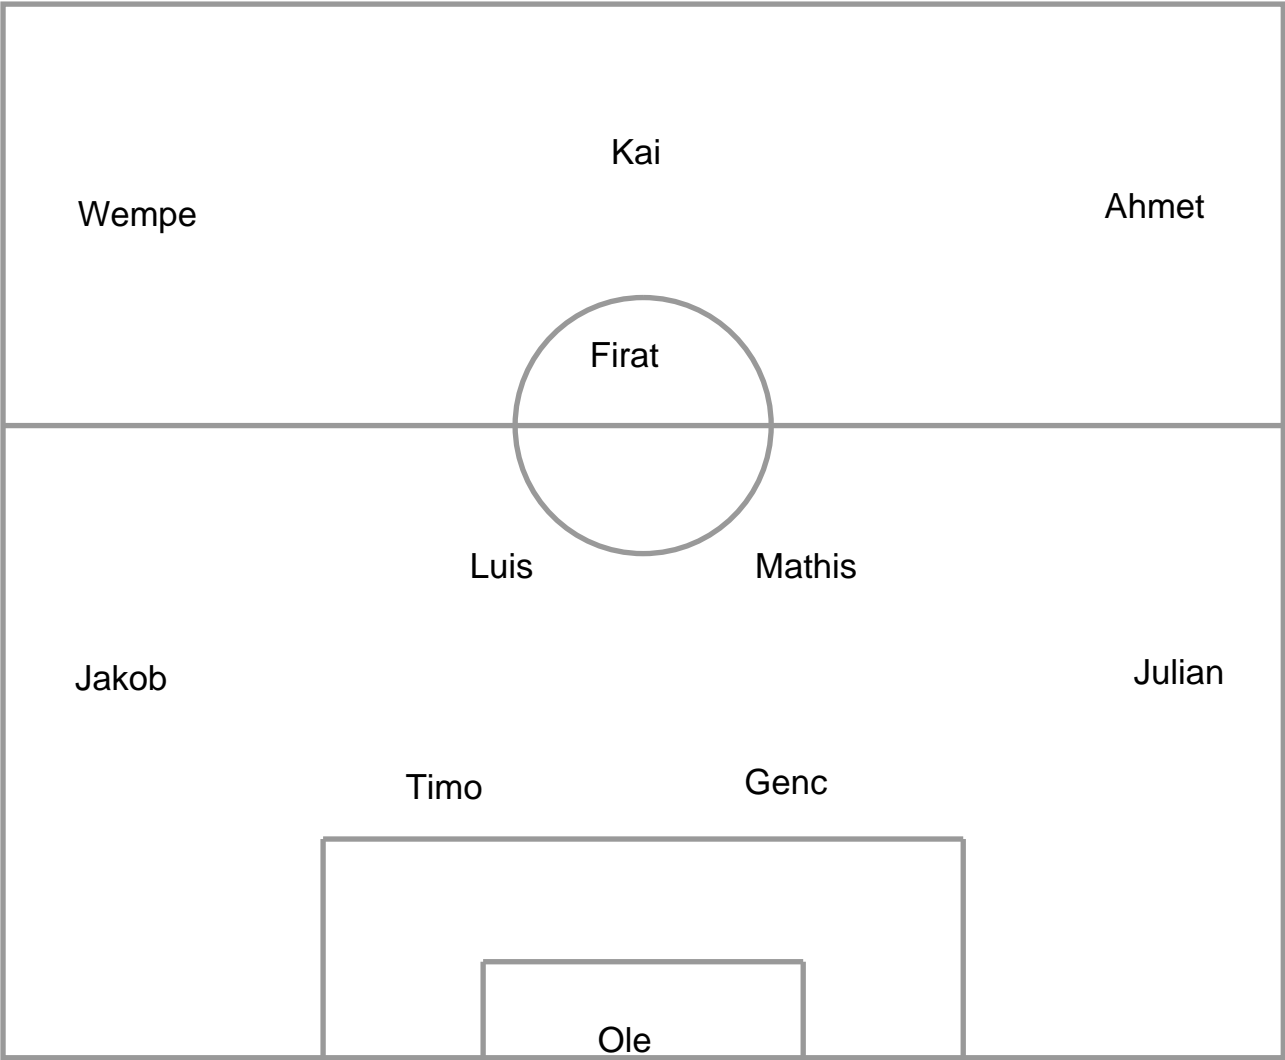 Kai
Wempe
Ahmet
Firat
Luis
Mathis
Jakob
Julian
Timo
Genc
Ole